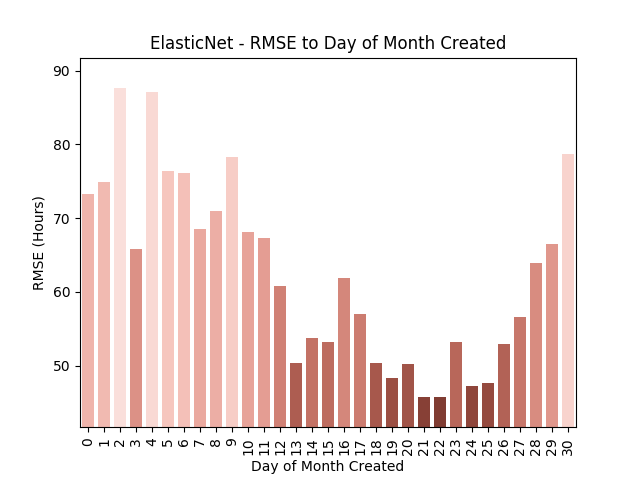 ElasticNet - RMSE to Day of Month Created
90
80
70
60
50
RMSE (Hours)
0 1 2 3 4 5 6 7 8 9 10 11 12 13 14 15 16 17 18 19 20 21 22 23 24 25 26 27 28 29 30
Day of Month Created